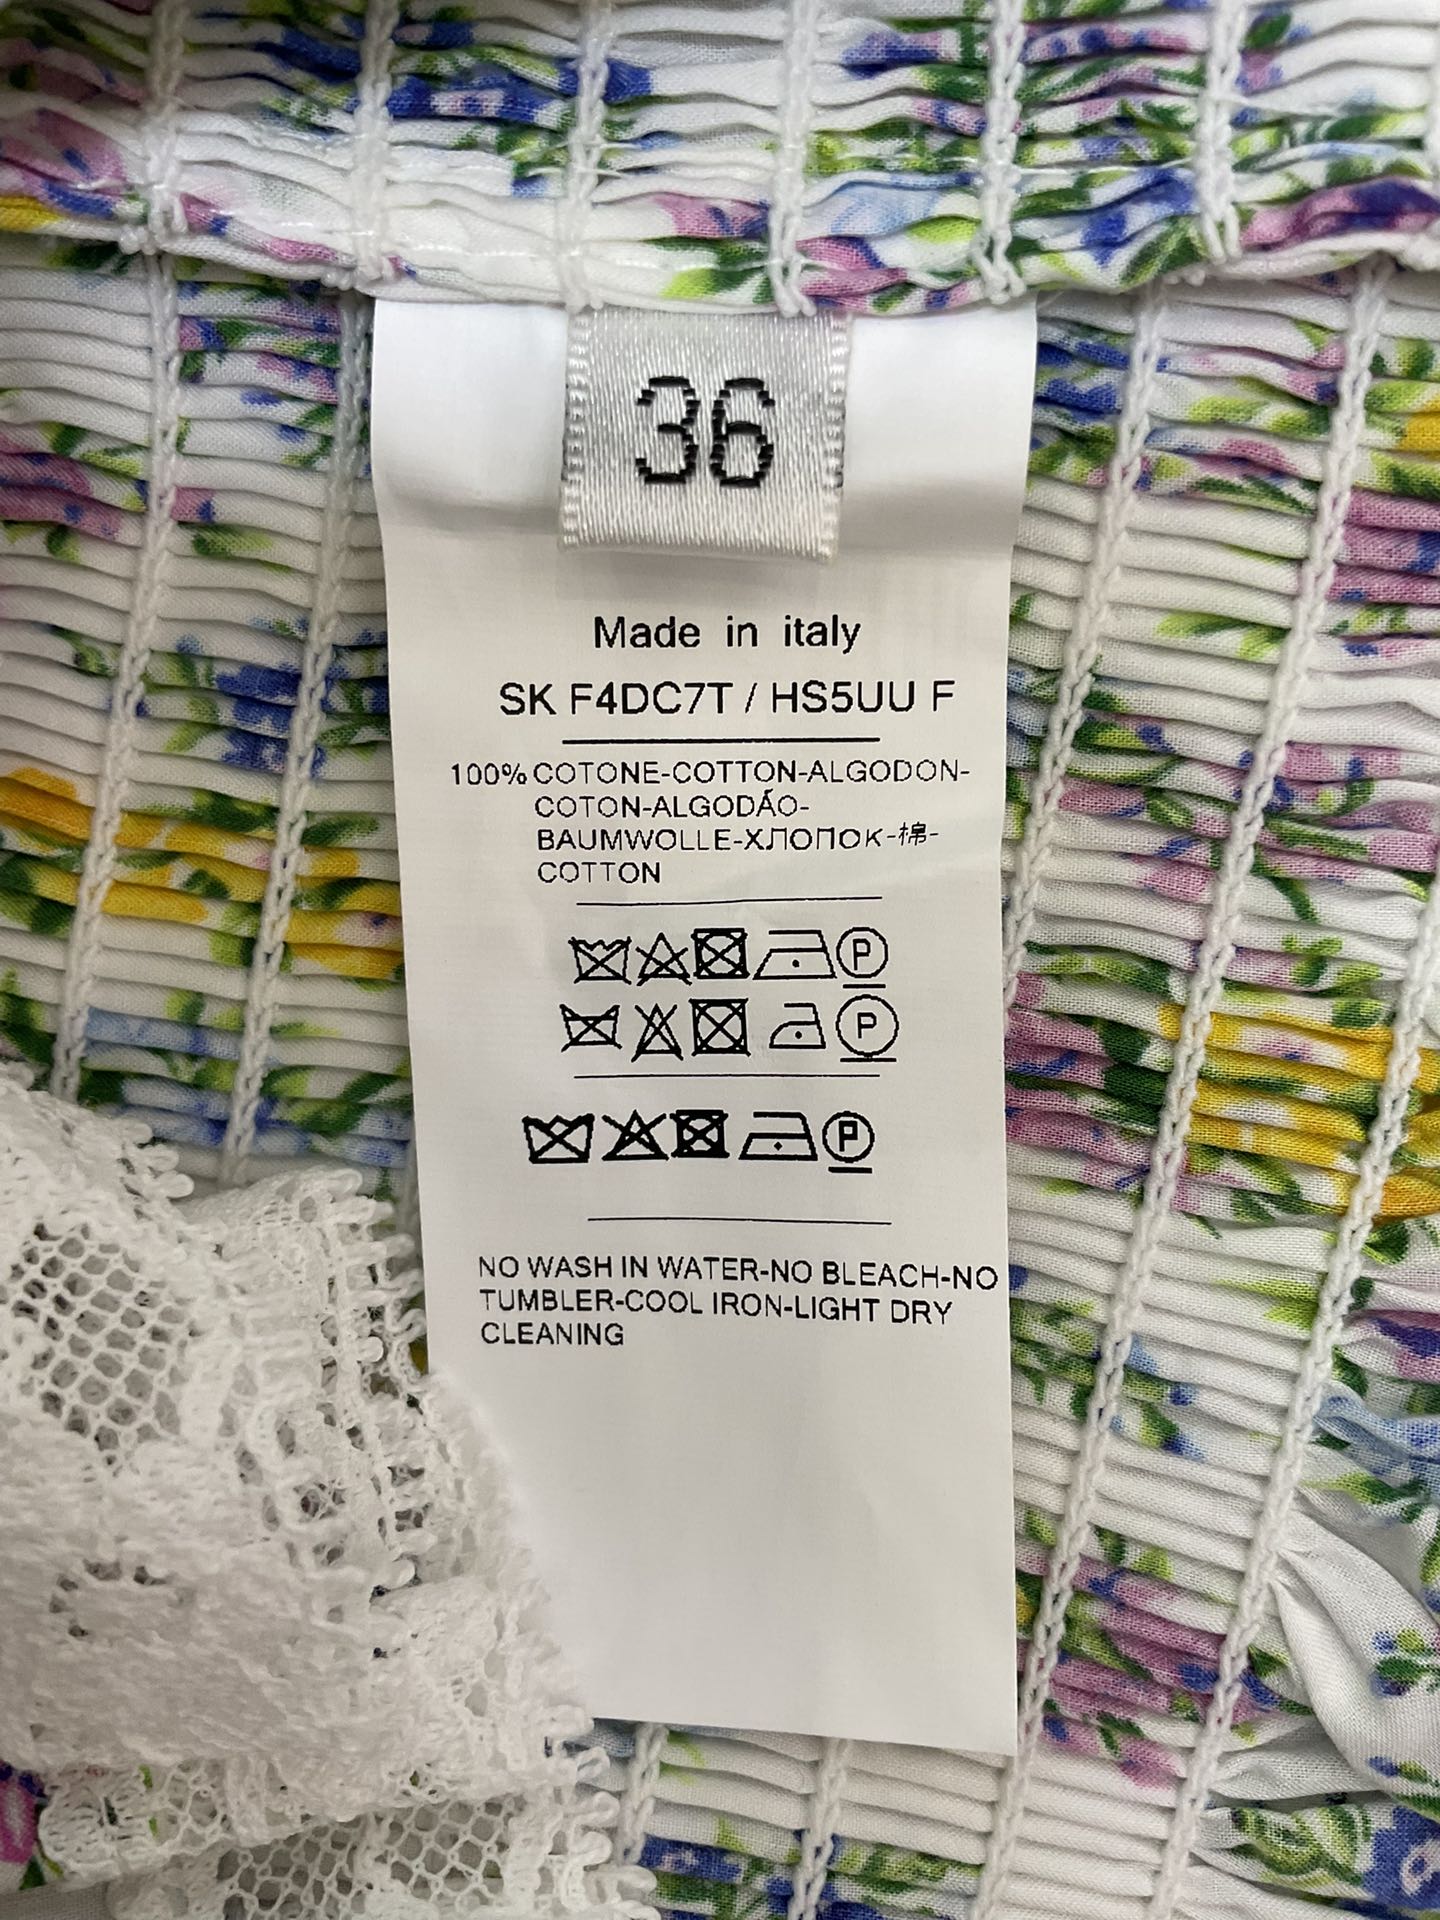 36
Made in italy
SK F4DC7T / HS5UU F
100% COTONE-COTTON-ALGODON-
COTON-ALGODÃO-
BAUMWOLLE-ХЛОПОК-棉-
COTTON
P
P
P
NO WASH IN WATER-NO BLEACH-NO
TUMBLER-COOL IRON-LIGHT DRY
CLEANING